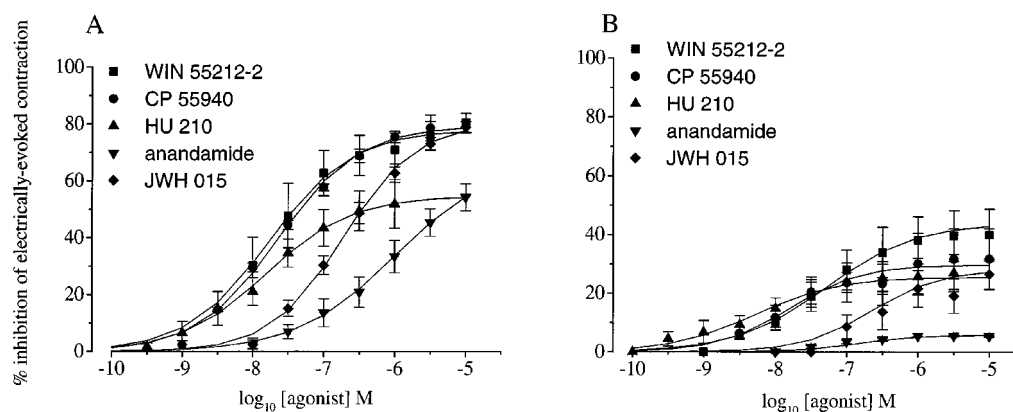 A
% inhibition of electrically-evoked contraction
100
80
60
40
20
0
WIN 55212-2
CP 55940
HU 210
anandamide
JWH 015
-10 -9 -8 -7 -6 -5
log10 [agonist] M
B
100
80
60
40
20
0
WIN 55212-2
CP 55940
HU 210
anandamide
JWH 015
-10 -9 -8 -7 -6 -5
log10 [agonist] M